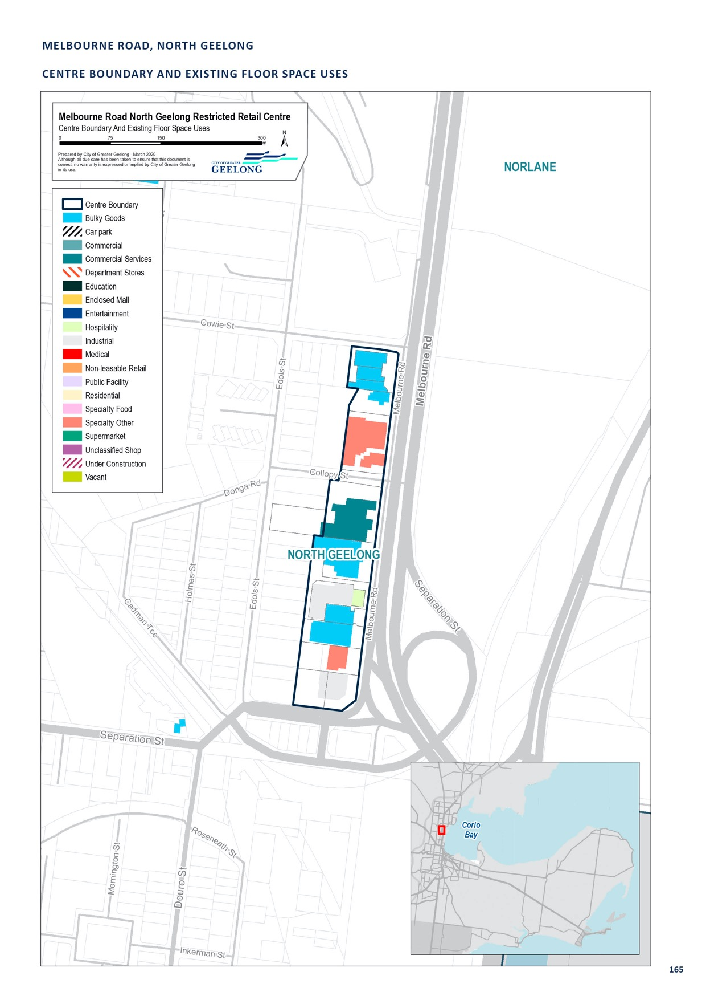 MELBOURNE ROAD, NORTH GEELONG
CENTRE BOUNDARY AND EXISTING FLOOR SPACE USES
Melbourne Road North Geelong Restricted Retail Centre
Centre Boundary And Existing Floor Space Uses
0 75 150 300
m
N
Prepared by City of Greater Geelong - March 2020
Although all due care has been taken to ensure that this document is
correct, no warranty is expressed or implied by City of Greater Geelong
in its use.
CITY OF GREATER
GEELONG
Centre Boundary
Bulky Goods
Car park
Commercial
Commercial Services
Department Stores
Education
Enclosed Mall
Entertainment
Hospitality
Industrial
Medical
Non-leasable Retail
Public Facility
Residential
Specialty Food
Specialty Other
Supermarket
Unclassified Shop
Under Construction
Vacant
NORLANE
Cowie St
Edols St
Melbourne Rd
Melbourne Rd
Collopy St
Donga Rd
NORTH GEELONG
Holmes St
Edols St
Cadman Tce
Melbourne Rd
Separation St
Separation St
Roseneath St
Mornington St
Douro St
Inkerman St
Corio
Bay
165